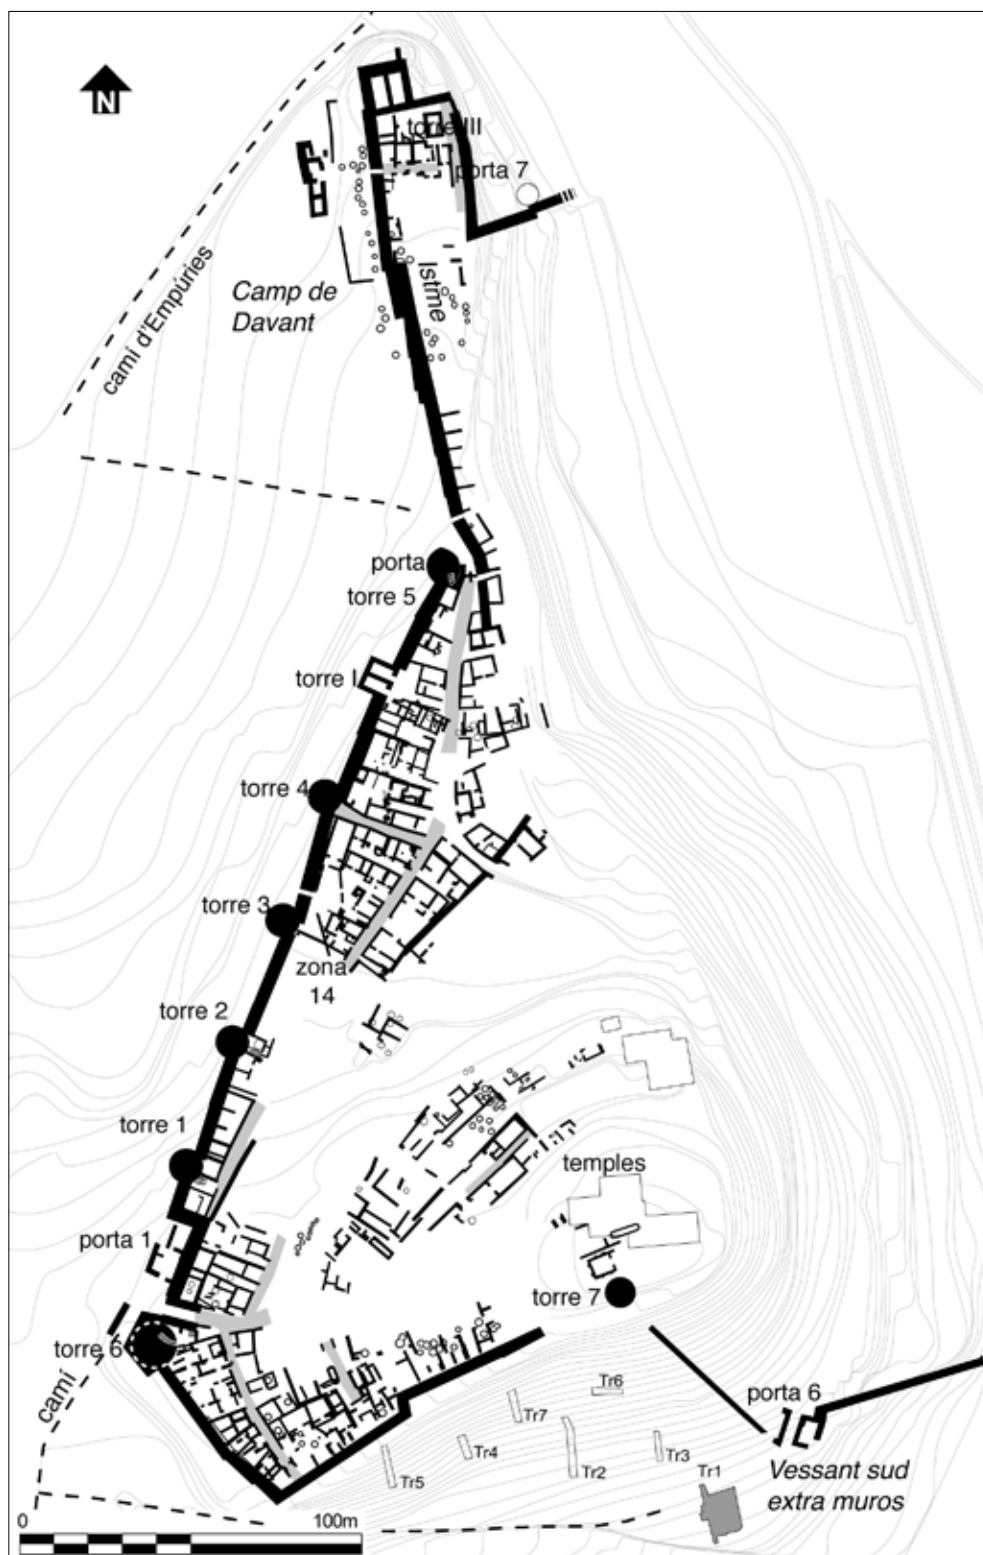 N
torre III
porta 7
camí d'Empúries
Camp de
Davant
Istme
porta
torre 5
torre I
torre 4
torre 3
zona
14
torre 2
torre 1
temples
porta 1
torre 7
torre 6
camí
porta 6
Tr6
Tr7
Tr4
Tr3
Tr5
Tr2
Tr1
Vessant sud
extra muros
0
100m